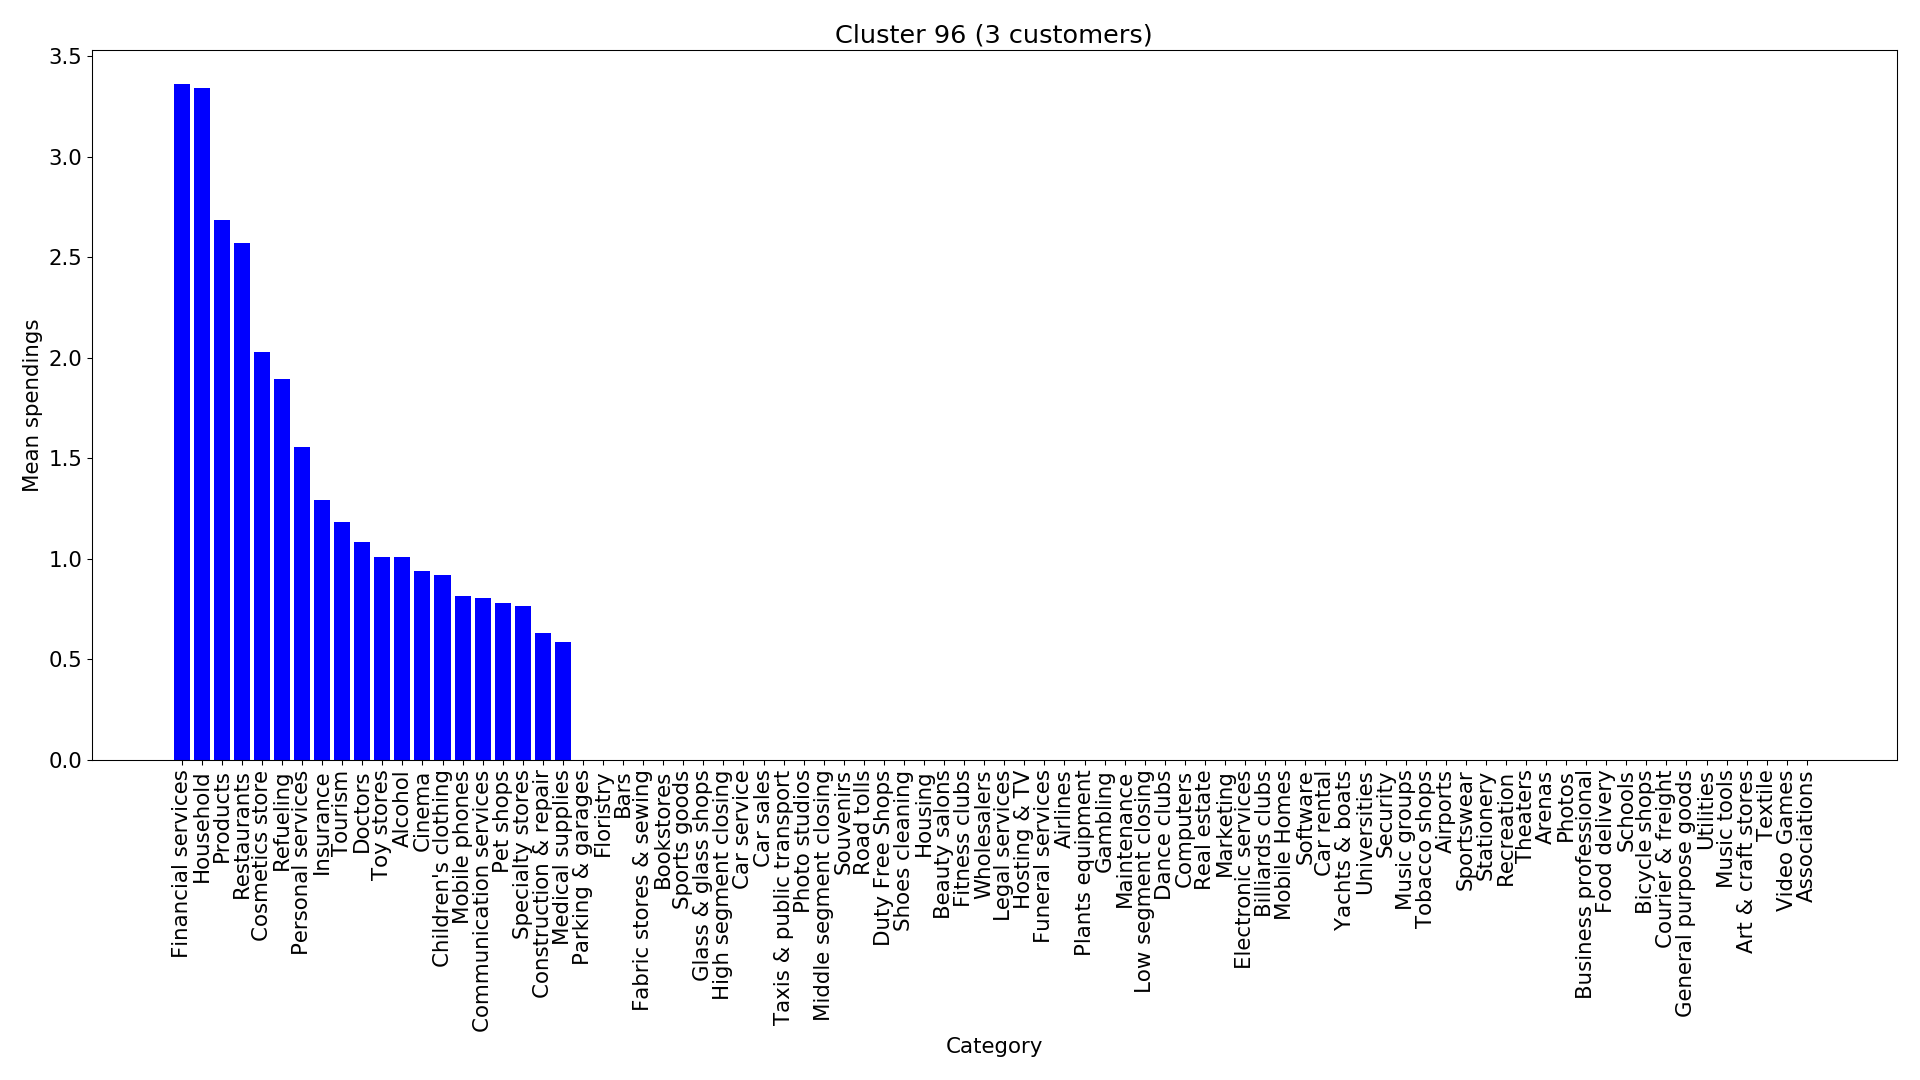 Cluster 96 (3 customers)
3.5
3.0
2.5
2.0
1.5
1.0
0.5
0.0
Mean spendings
Financial services
Household
Products
Restaurants
Cosmetics store
Refueling
Personal services
Insurance
Tourism
Doctors
Toy stores
Alcohol
Cinema
Children's clothing
Mobile phones
Communication services
Pet shops
Specialty stores
Construction & repair
Medical supplies
Parking & garages
Floristry
Bars
Fabric stores & sewing
Bookstores
Sports goods
Glass & glass shops
High segment closing
Car service
Car sales
Taxis & public transport
Photo studios
Middle segment closing
Souvenirs
Road tolls
Duty Free Shops
Shoes cleaning
Housing
Beauty salons
Fitness clubs
Wholesalers
Legal services
Hosting & TV
Funeral services
Airlines
Plants equipment
Gambling
Maintenance
Low segment closing
Dance clubs
Computers
Real estate
Marketing
Electronic services
Billiards clubs
Mobile Homes
Software
Car rental
Yachts & boats
Universities
Security
Music groups
Tobacco shops
Airports
Sportswear
Stationery
Recreation
Theaters
Arenas
Photos
Business professional
Food delivery
Schools
Bicycle shops
Courier & freight
General purpose goods
Utilities
Music tools
Art & craft stores
Textile
Video Games
Associations
Category